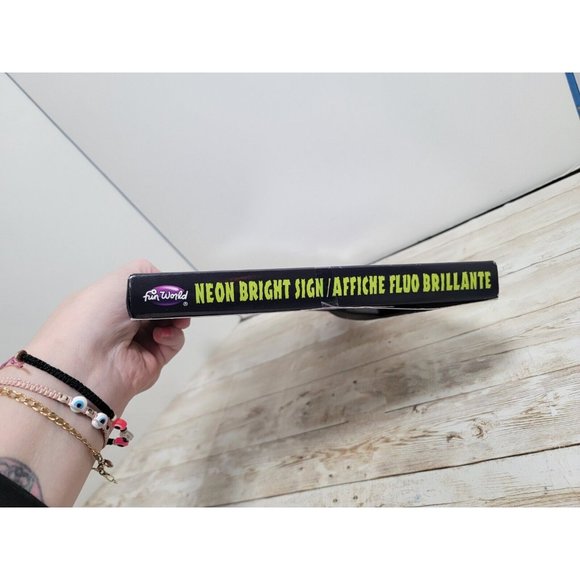 fun World®
NEON BRIGHT SIGN/AFFICHE FLUO BRILLANTE